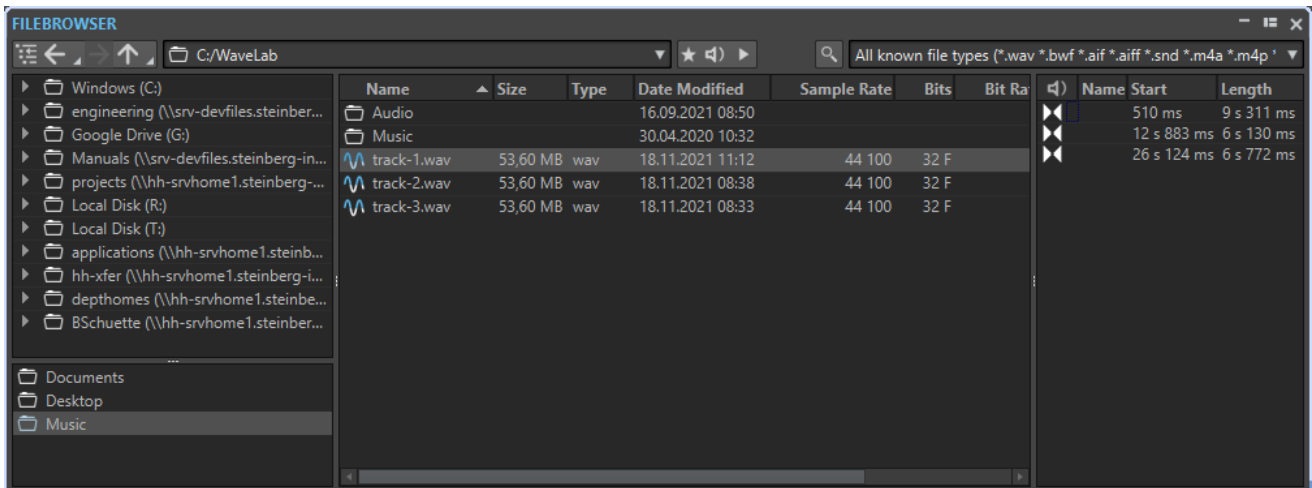 FILEBROWSER
C:/WaveLab
All known file types (*.wav *.bwf *.aif *.aiff *.snd *.m4a *.m4p *
Windows (C:)
engineering (\\srv-devfiles.steinber...
Google Drive (G:)
Manuals (\\srv-devfiles.steinberg-in...
projects (\\hh-srvhome1.steinberg-...
Local Disk (R:)
Local Disk (T:)
applications (\\hh-srvhome1.steinb...
hh-xfer (\\hh-srvhome1.steinberg-i...
depthomes (\\hh-srvhome1.steinbe...
BSchuette (\\hh-srvhome1.steinber...
Documents
Desktop
Music
Name Size Type Date Modified Sample Rate Bits Bit Ra
Audio 16.09.2021 08:50
Music 30.04.2020 10:32
track-1.wav 53,60 MB wav 18.11.2021 11:12 44 100 32 F
track-2.wav 53,60 MB wav 18.11.2021 08:38 44 100 32 F
track-3.wav 53,60 MB wav 18.11.2021 08:33 44 100 32 F
Name Start Length
510 ms 9 s 311 ms
12 s 883 ms 6 s 130 ms
26 s 124 ms 6 s 772 ms